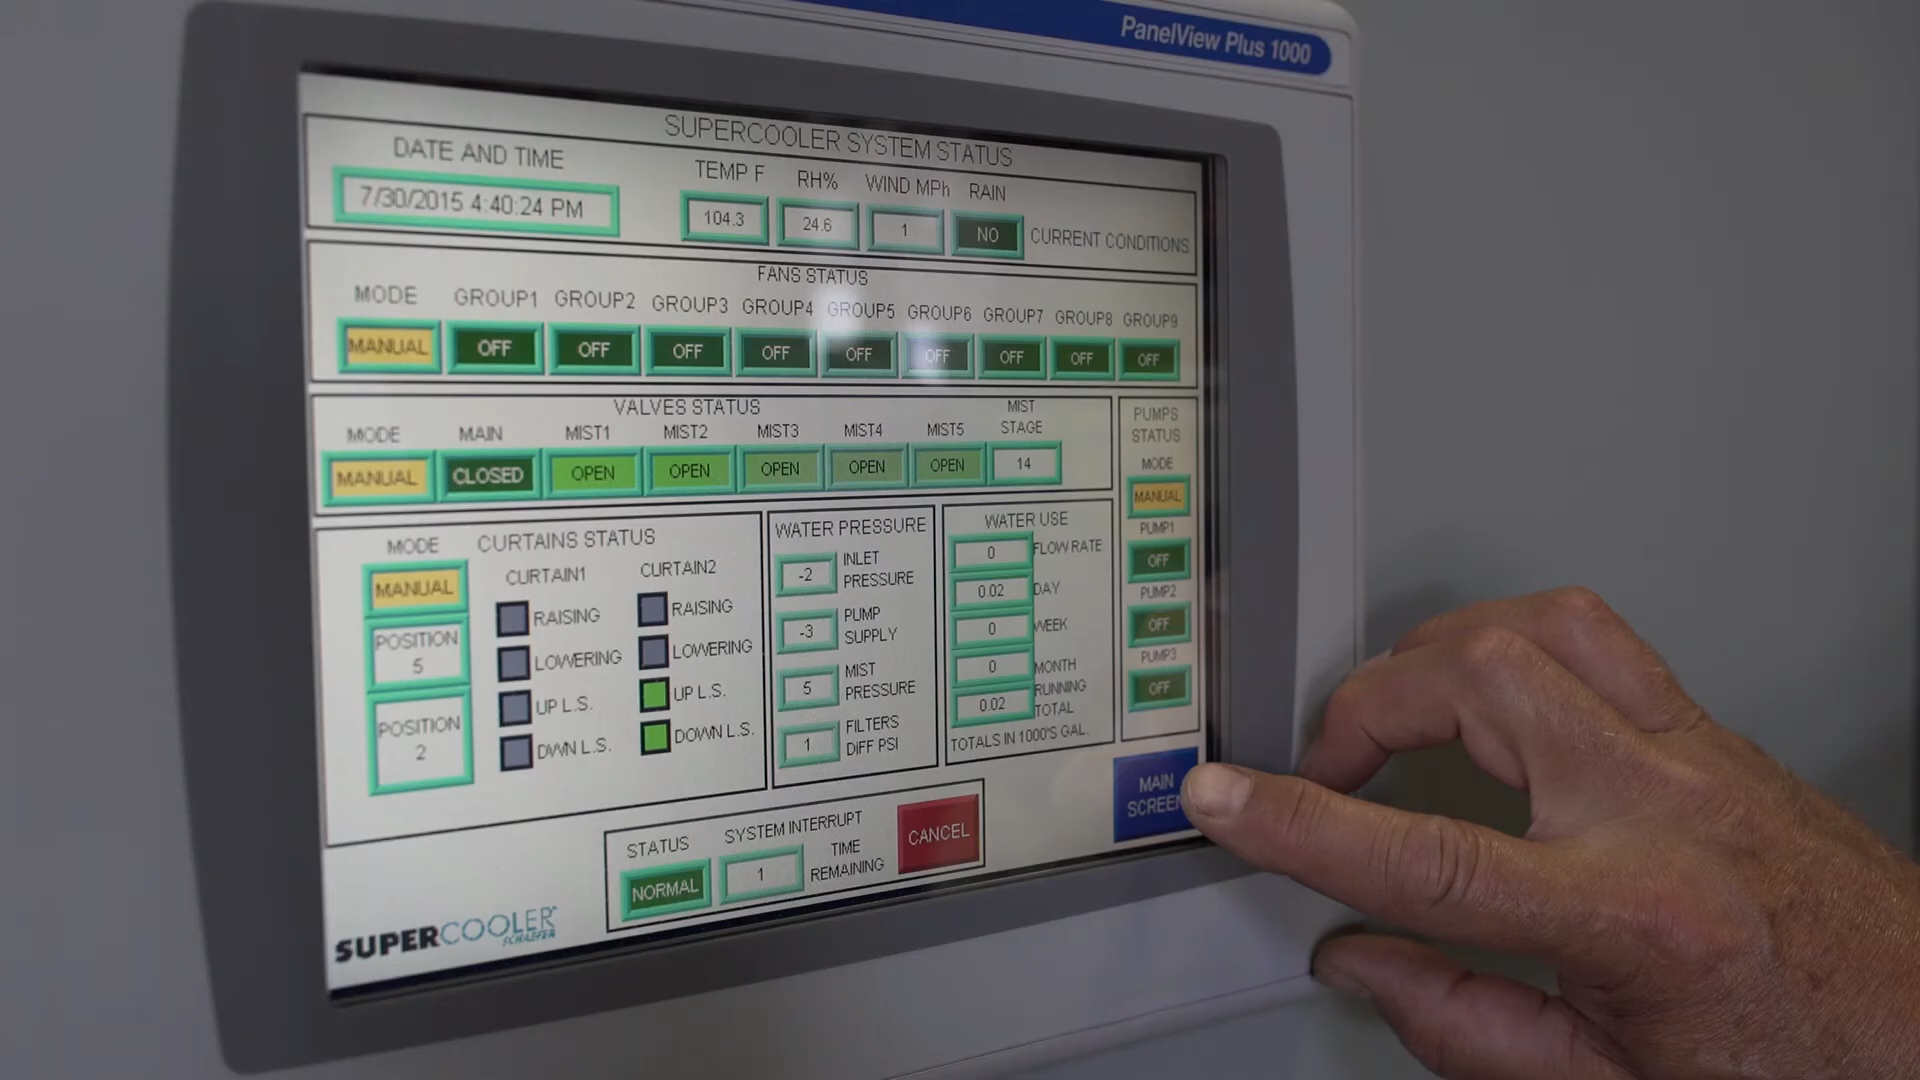 PanelView Plus 1000
SUPERCOOLER SYSTEM STATUS
DATE AND TIME
7/30/2015 4:40:24 PM
TEMP F RH% WIND MPh RAIN
104.3 24.6 1 NO CURRENT CONDITIONS
FANS STATUS
MODE GROUP1 GROUP2 GROUP3 GROUP4 GROUP5 GROUP6 GROUP7 GROUP8 GROUP9
MANUAL OFF OFF OFF OFF OFF OFF OFF OFF OFF
VALVES STATUS
MODE MAIN MIST1 MIST2 MIST3 MIST4 MIST5 MIST STAGE
MANUAL CLOSED OPEN OPEN OPEN OPEN OPEN 14
PUMPS
STATUS
MODE
MANUAL
PUMP1
OFF
PUMP2
OFF
PUMP3
OFF
CURTAINS STATUS
MODE
MANUAL
POSITION
5
POSITION
2
CURTAIN1
RAISING
LOWERING
UP L.S.
DWN L.S.
CURTAIN2
RAISING
LOWERING
UP L.S.
DOWN L.S.
WATER PRESSURE
-2 INLET PRESSURE
-3 PUMP SUPPLY
5 MIST PRESSURE
1 FILTERS DIFF PSI
WATER USE
0 FLOW RATE
0.02 DAY
0 WEEK
0 MONTH
0.02 RUNNING TOTAL
TOTALS IN 1000'S GAL.
MAIN
SCREEN
SYSTEM INTERRUPT
STATUS
NORMAL
1
TIME
REMAINING
CANCEL
SUPERCOOLER
SCHAEFER